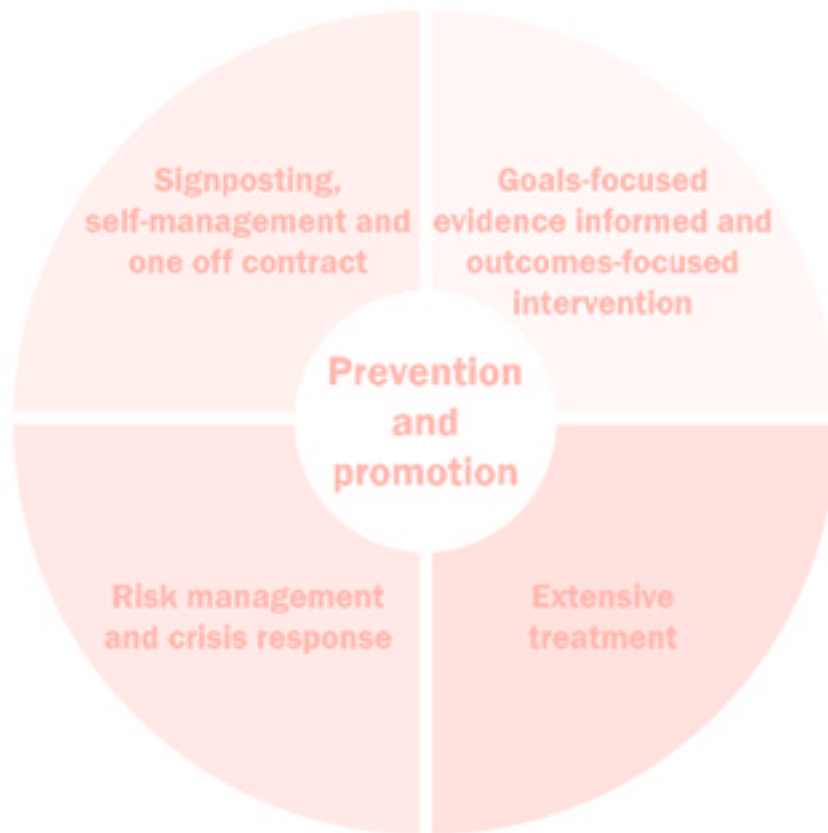 Signposting,
self-management and
one off contract
Goals-focused
evidence informed and
outcomes-focused
intervention
Prevention
and
promotion
Risk management
and crisis response
Extensive
treatment